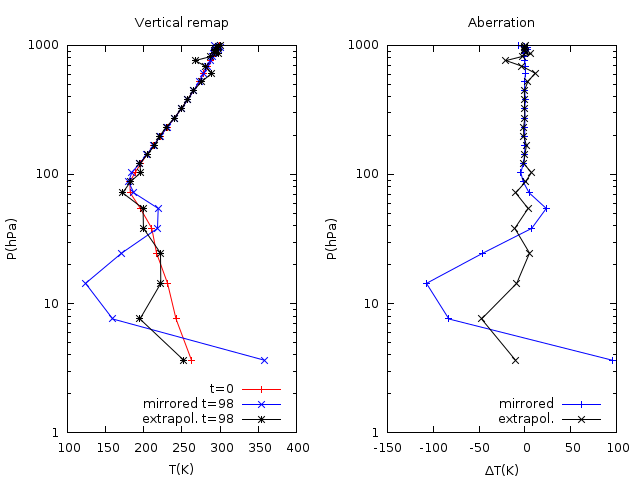 Vertical remap
Aberration
1000
100
10
1
P(hPa)
t=0
mirrored t=98
extrapol. t=98
100 150 200 250 300 350 400
T(K)
1000
100
10
1
P(hPa)
mirrored
extrapol.
-150 -100 -50 0 50 100
ΔT(K)